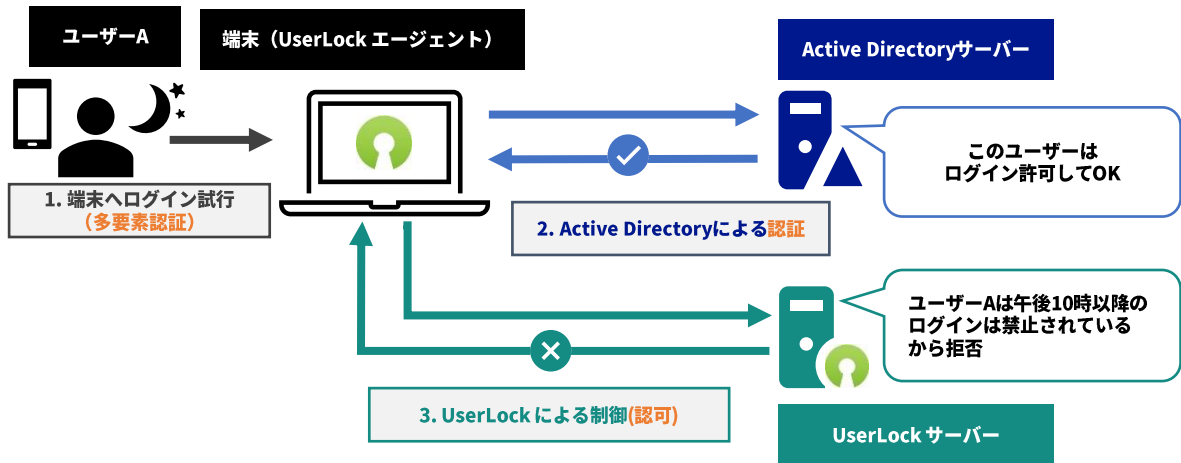 ユーザーA
端末（UserLock エージェント）
Active Directoryサーバー
このユーザーは
ログイン許可してOK
1. 端末へログイン試行
（多要素認証）
2. Active Directoryによる認証
ユーザーAは午後10時以降の
ログインは禁止されている
から拒否
3. UserLock による制御(認可)
UserLock サーバー